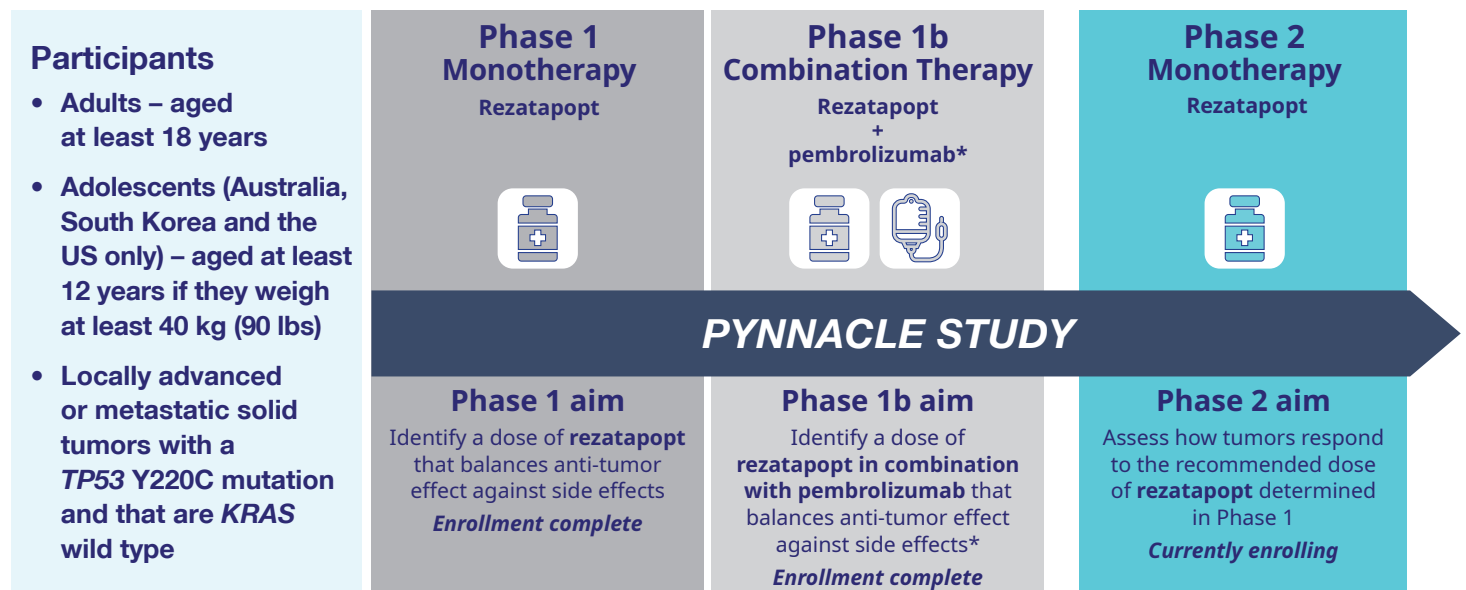 Participants
• Adults – aged
at least 18 years
• Adolescents (Australia,
South Korea and the
US only) – aged at least
12 years if they weigh
at least 40 kg (90 lbs)
• Locally advanced
or metastatic solid
tumors with a
TP53 Y220C mutation
and that are KRAS
wild type
Phase 1
Monotherapy
Rezatapopt
Phase 1b
Combination Therapy
Rezatapopt
+
pembrolizumab*
Phase 2
Monotherapy
Rezatapopt
PYNNACLE STUDY
Phase 1 aim
Identify a dose of rezatapopt
that balances anti-tumor
effect against side effects
Enrollment complete
Phase 1b aim
Identify a dose of
rezatapopt in combination
with pembrolizumab that
balances anti-tumor effect
against side effects*
Enrollment complete
Phase 2 aim
Assess how tumors respond
to the recommended dose
of rezatapopt determined
in Phase 1
Currently enrolling